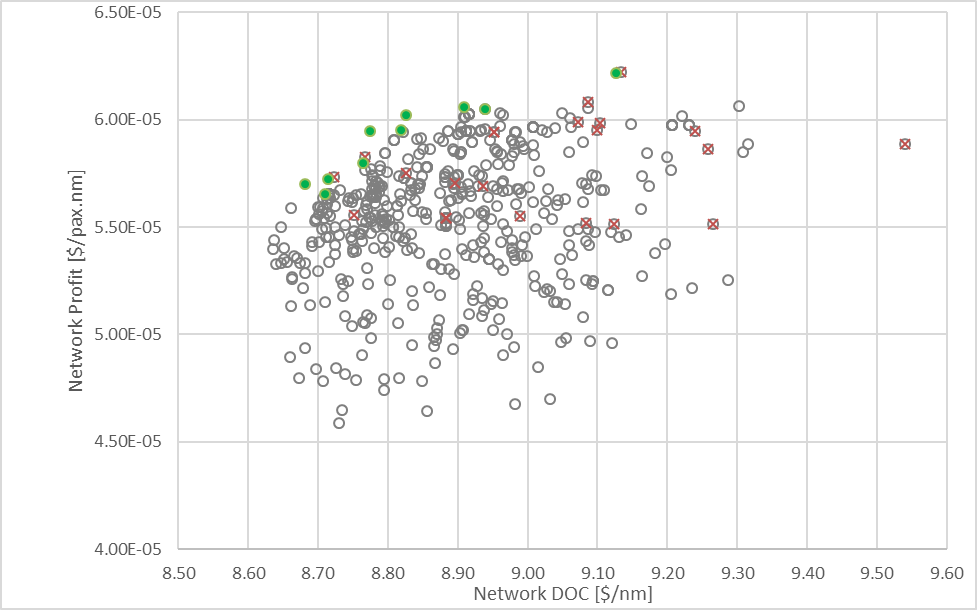 6.50E-05
6.00E-05
5.50E-05
5.00E-05
4.50E-05
4.00E-05
Network Profit [$/pax.nm]
8.50 8.60 8.70 8.80 8.90 9.00 9.10 9.20 9.30 9.40 9.50 9.60
Network DOC [$/nm]